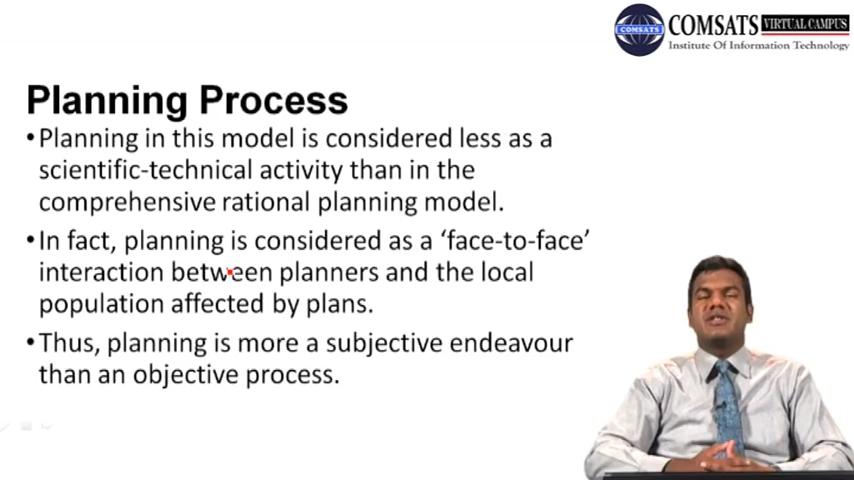 COMSATS VIRTUAL CAMPUS
COMSATS
Institute Of Information Technology
Planning Process
•Planning in this model is considered less as a
scientific-technical activity than in the
comprehensive rational planning model.
•In fact, planning is considered as a ‘face-to-face’
interaction between planners and the local
population affected by plans.
•Thus, planning is more a subjective endeavour
than an objective process.